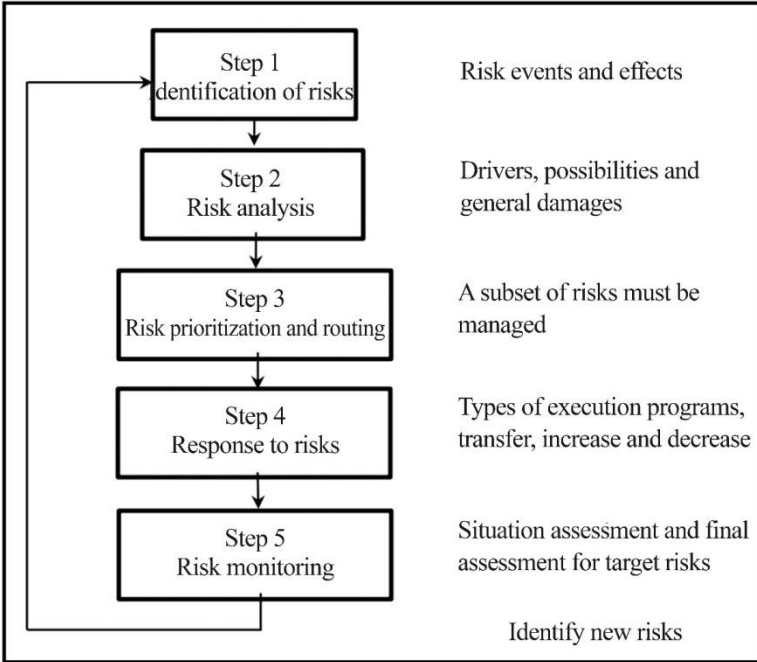 Step 1
Identification of risks
Risk events and effects
Step 2
Risk analysis
Drivers, possibilities and
general damages
Step 3
Risk prioritization and routing
A subset of risks must be
managed
Step 4
Response to risks
Types of execution programs,
transfer, increase and decrease
Step 5
Risk monitoring
Situation assessment and final
assessment for target risks
Identify new risks